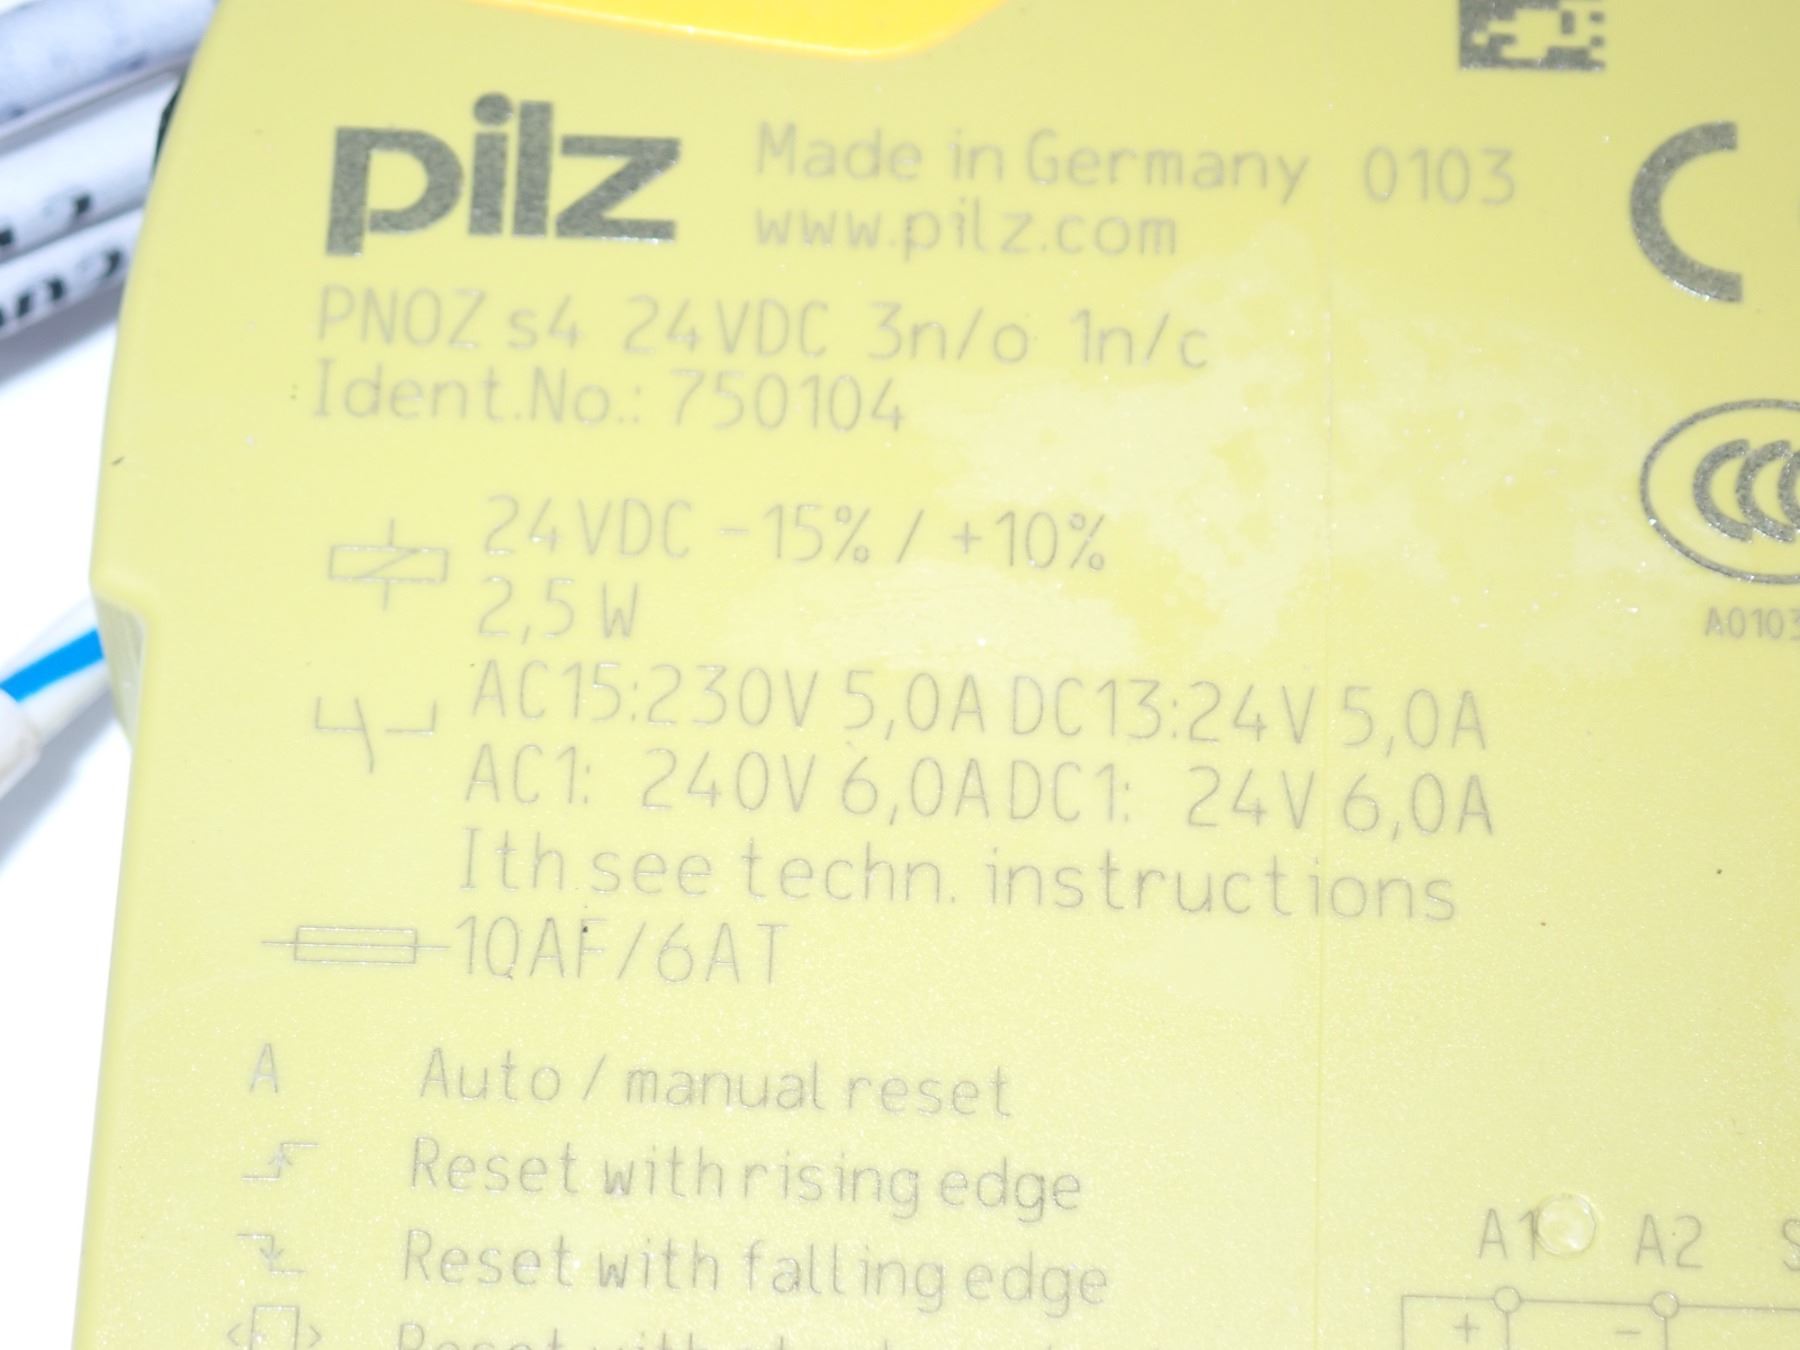 pilz Made in Germany 0103
www.pilz.com
PNOZ s4 24VDC 3n/o 1n/c
Ident.No.: 750104
24VDC -15% / +10%
2,5 W
AC15:230V 5,0A DC13:24V 5,0A
AC1: 240V 6,0A DC1: 24V 6,0A
Ith see techn. instructions
10AF/6AT
A Auto / manual reset
Reset with rising edge
Reset with falling edge
Reset with
A0103
A1 A2 S
+ -